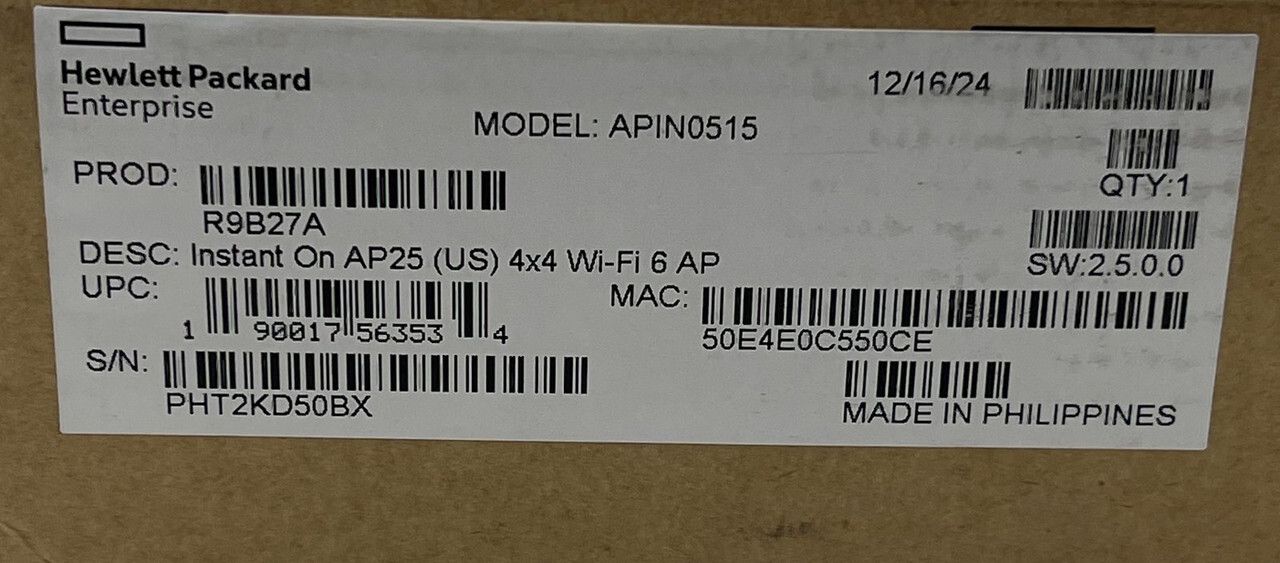 Hewlett Packard
Enterprise
12/16/24
MODEL: APIN0515
PROD:
QTY:1
R9B27A
DESC: Instant On AP25 (US) 4x4 Wi-Fi 6 AP
SW:2.5.0.0
UPC:
MAC:
1 90017 56353 4
50E4E0C550CE
S/N:
PHT2KD50BX
MADE IN PHILIPPINES